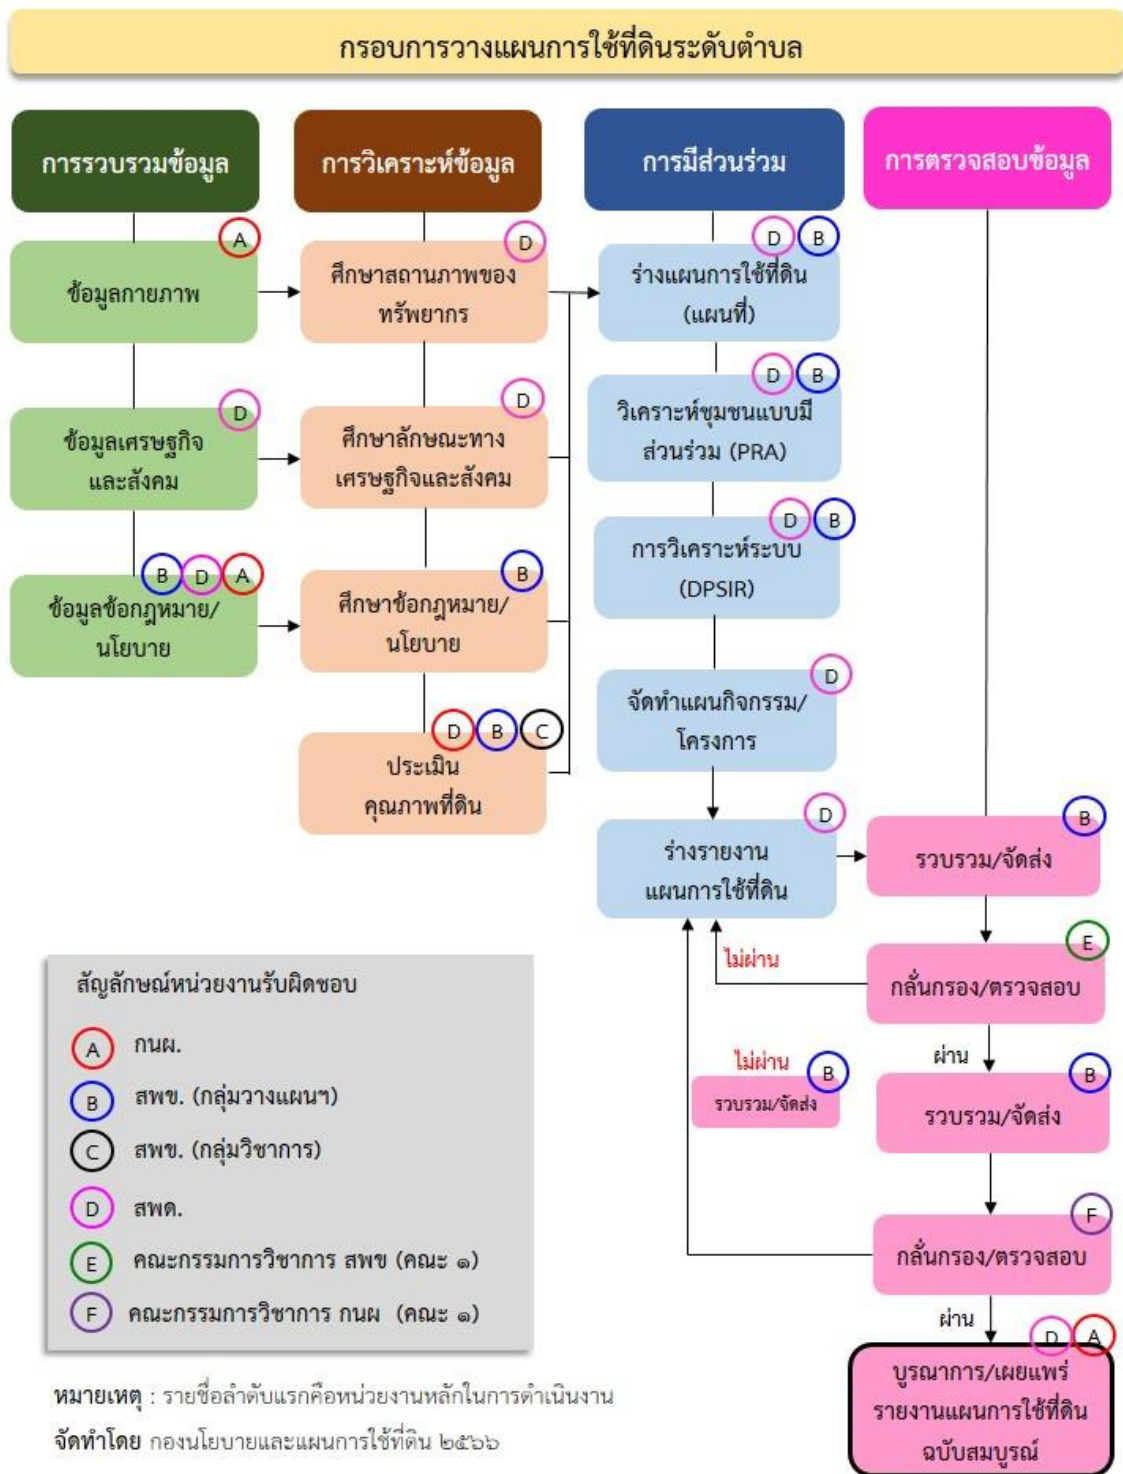 กรอบการวางแผนการใช้ที่ดินระดับตำบล
การรวบรวมข้อมูล
การวิเคราะห์ข้อมูล
การมีส่วนร่วม
การตรวจสอบข้อมูล
A
ข้อมูลกายภาพ
D
ข้อมูลเศรษฐกิจ
และสังคม
B D A
ข้อมูลข้อกฎหมาย/
นโยบาย
D
ศึกษาสถานภาพของ
ทรัพยากร
D
ศึกษาลักษณะทาง
เศรษฐกิจและสังคม
B
ศึกษาข้อกฎหมาย/
นโยบาย
D B C
ประเมิน
คุณภาพที่ดิน
D B
ร่างแผนการใช้ที่ดิน
(แผนที่)
D B
วิเคราะห์ชุมชนแบบมี
ส่วนร่วม (PRA)
D B
การวิเคราะห์ระบบ
(DPSIR)
D
จัดทำแผนกิจกรรม/
โครงการ
D
ร่างรายงาน
แผนการใช้ที่ดิน
B
รวบรวม/จัดส่ง
E
กลั่นกรอง/ตรวจสอบ
ไม่ผ่าน
ผ่าน
B
รวบรวม/จัดส่ง
ไม่ผ่าน
B
รวบรวม/จัดส่ง
F
กลั่นกรอง/ตรวจสอบ
ผ่าน
D A
บูรณาการ/เผยแพร่
รายงานแผนการใช้ที่ดิน
ฉบับสมบูรณ์
สัญลักษณ์หน่วยงานรับผิดชอบ
A กนผ.
B สพข. (กลุ่มวางแผนฯ)
C สพข. (กลุ่มวิชาการ)
D สพด.
E คณะกรรมการวิชาการ สพข (คณะ ๑)
F คณะกรรมการวิชาการ กนผ (คณะ ๑)
หมายเหตุ : รายชื่อลำดับแรกคือหน่วยงานหลักในการดำเนินงาน
จัดทำโดย กองนโยบายและแผนการใช้ที่ดิน ๒๕๖๖